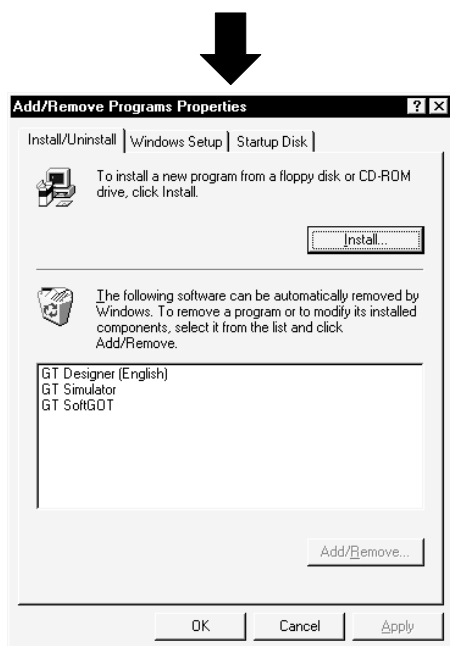 Add/Remove Programs Properties
Install/Uninstall Windows Setup Startup Disk
To install a new program from a floppy disk or CD-ROM
drive, click Install.
Install...
The following software can be automatically removed by
Windows. To remove a program or to modify its installed
components, select it from the list and click
Add/Remove.
GT Designer (English)
GT Simulator
GT SoftGOT
Add/Remove...
OK Cancel Apply